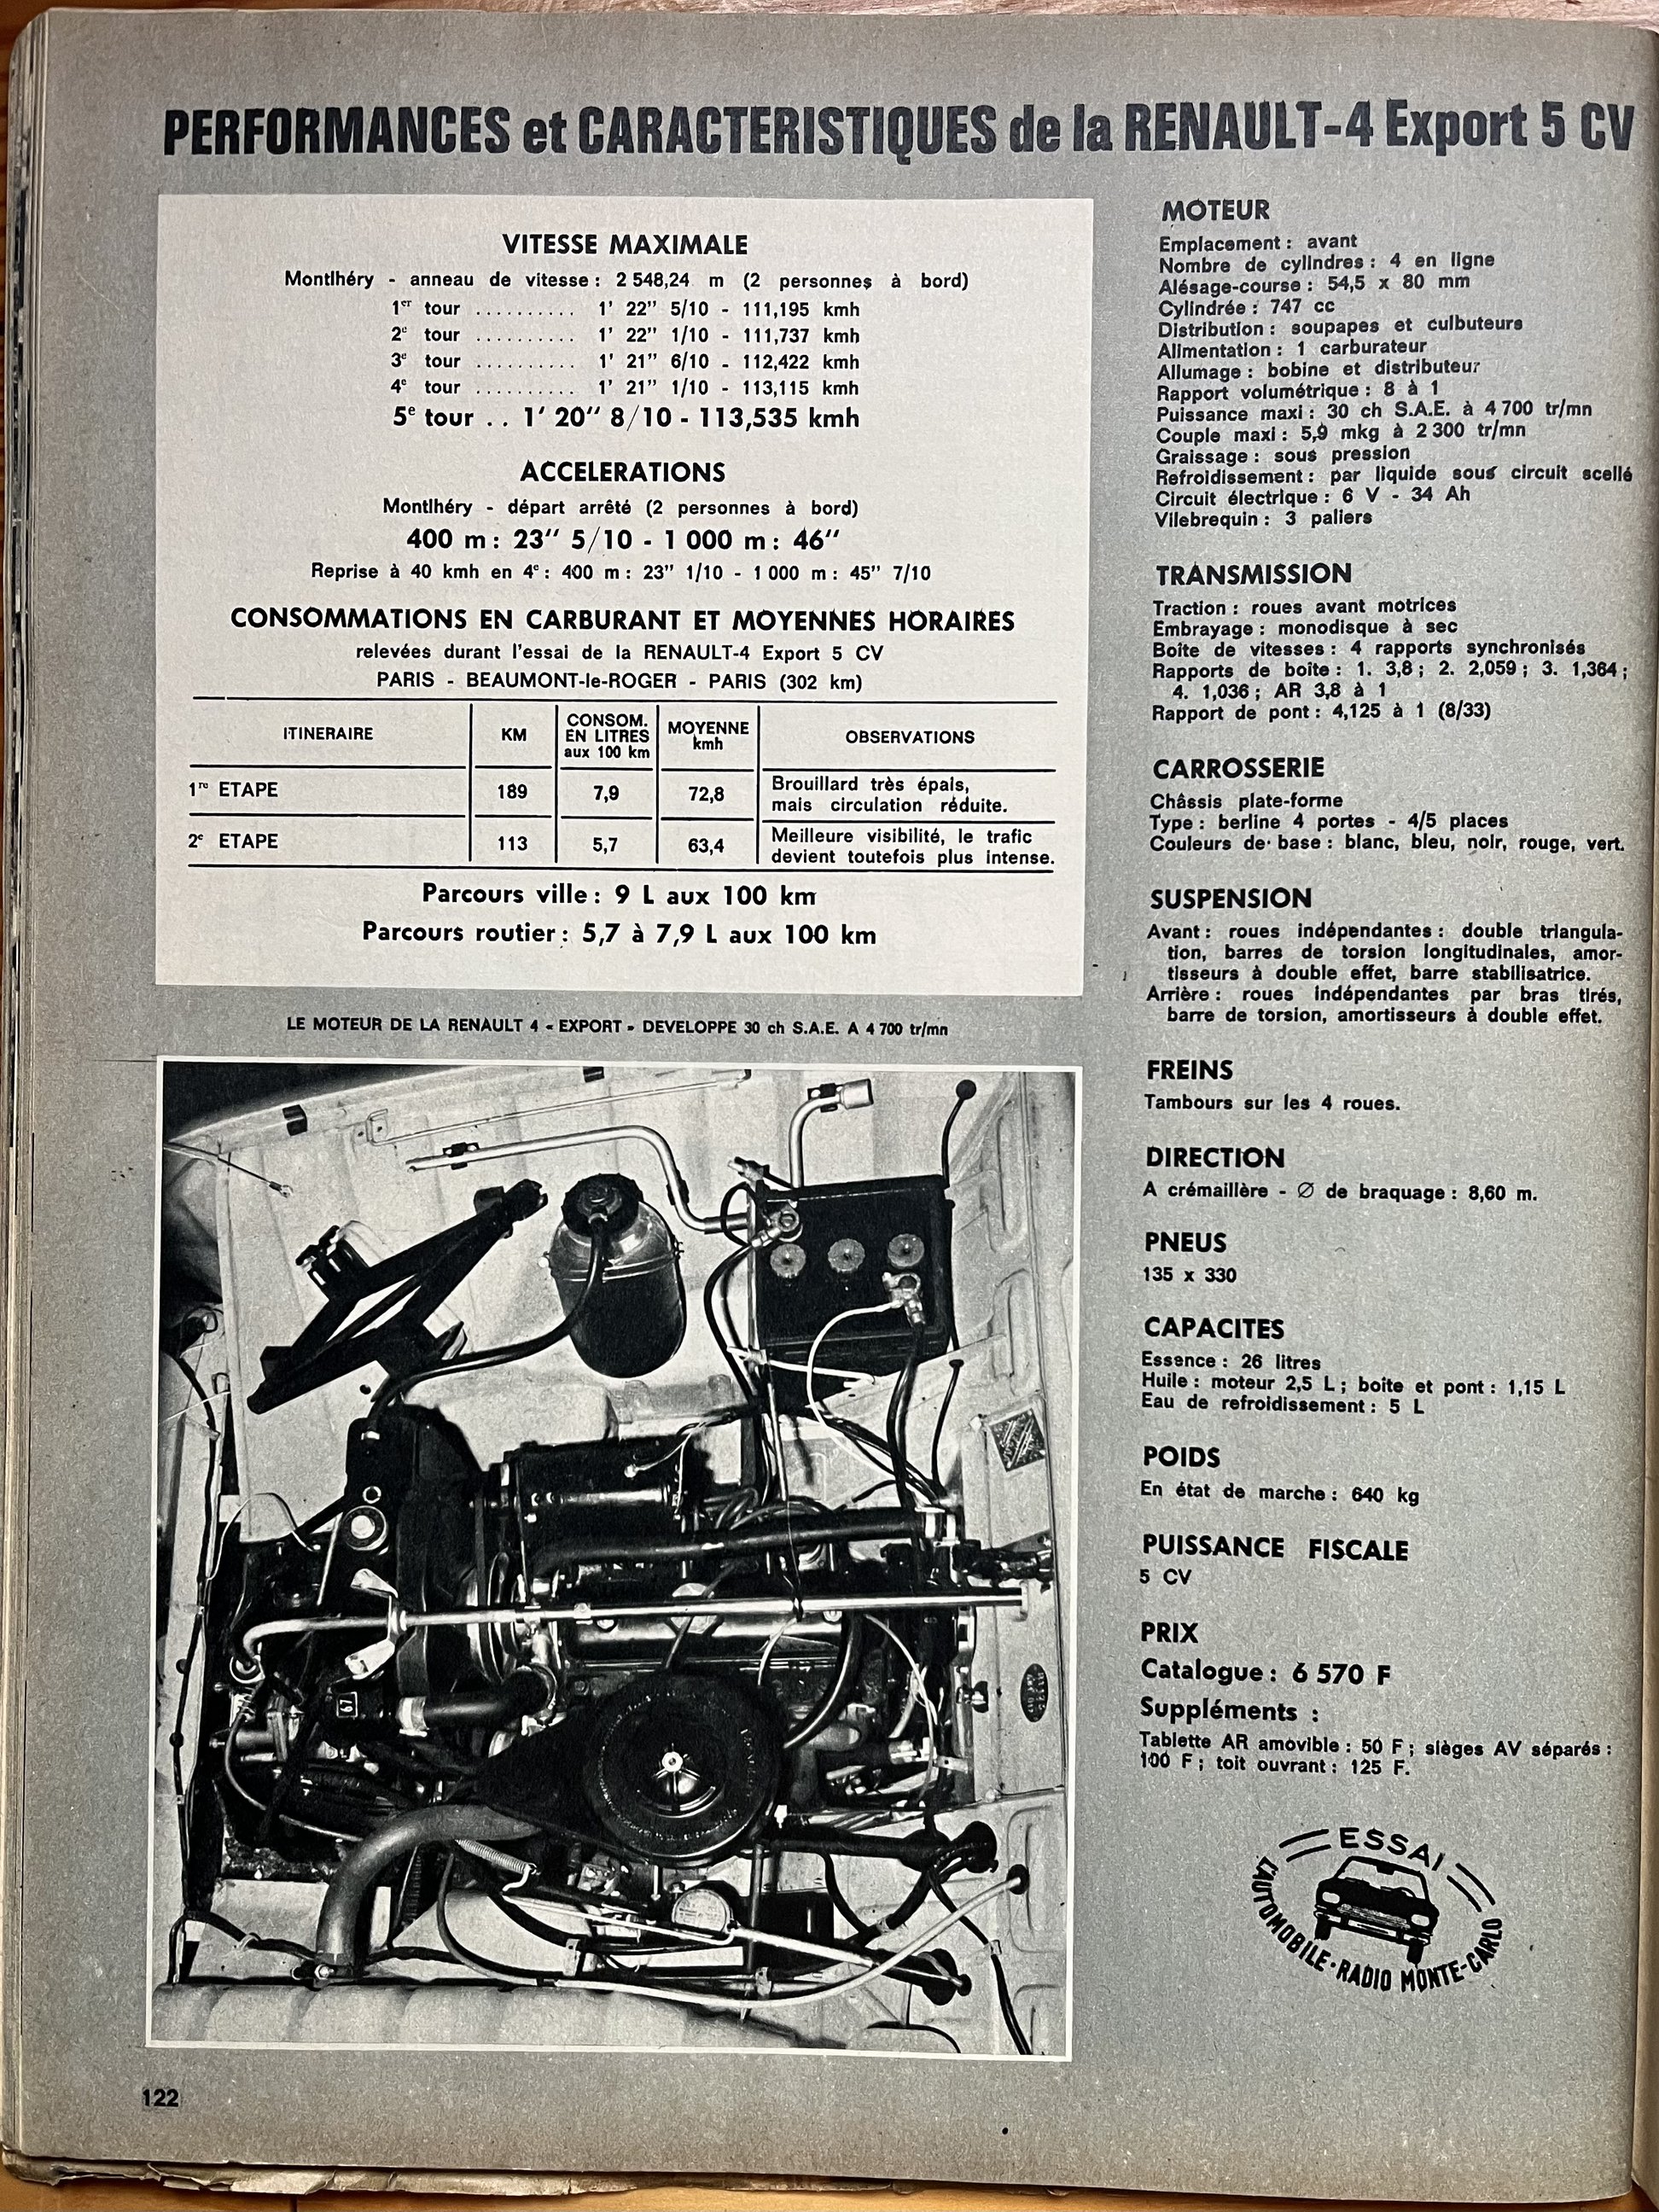 PERFORMANCES et CARACTERISTIQUES de la RENAULT-4 Export 5 CV
VITESSE MAXIMALE
Montlhéry - anneau de vitesse : 2 548,24 m (2 personnes à bord)
1er tour .......... 1' 22" 5/10 - 111,195 kmh
2e tour .......... 1' 22" 1/10 - 111,737 kmh
3e tour .......... 1' 21" 6/10 - 112,422 kmh
4e tour .......... 1' 21" 1/10 - 113,115 kmh
5e tour .. 1' 20" 8/10 - 113,535 kmh
ACCELERATIONS
Montlhéry - départ arrêté (2 personnes à bord)
400 m : 23" 5/10 - 1 000 m : 46"
Reprise à 40 kmh en 4e : 400 m : 23" 1/10 - 1 000 m : 45" 7/10
CONSOMMATIONS EN CARBURANT ET MOYENNES HORAIRES
relevées durant l'essai de la RENAULT-4 Export 5 CV
PARIS - BEAUMONT-le-ROGER - PARIS (302 km)
ITINERAIRE
KM
CONSOM.
EN LITRES
aux 100 km
MOYENNE
kmh
OBSERVATIONS
1re ETAPE
189
7,9
72,8
Brouillard très épais,
mais circulation réduite.
2e ETAPE
113
5,7
63,4
Meilleure visibilité, le trafic
devient toutefois plus intense.
Parcours ville : 9 L aux 100 km
Parcours routier : 5,7 à 7,9 L aux 100 km
LE MOTEUR DE LA RENAULT 4 « EXPORT » DEVELOPPE 30 ch S.A.E. A 4 700 tr/mn
67
122
MOTEUR
Emplacement : avant
Nombre de cylindres : 4 en ligne
Alésage-course : 54,5 x 80 mm
Cylindrée : 747 cc
Distribution : soupapes et culbuteurs
Alimentation : 1 carburateur
Allumage : bobine et distributeur
Rapport volumétrique : 8 à 1
Puissance maxi : 30 ch S.A.E. à 4 700 tr/mn
Couple maxi : 5,9 mkg à 2 300 tr/mn
Graissage : sous pression
Refroidissement : par liquide sous circuit scellé
Circuit électrique : 6 V - 34 Ah
Vilebrequin : 3 paliers
TRANSMISSION
Traction : roues avant motrices
Embrayage : monodisque à sec
Boîte de vitesses : 4 rapports synchronisés
Rapports de boîte : 1. 3,8 ; 2. 2,059 ; 3. 1,364 ;
4. 1,036 ; AR 3,8 à 1
Rapport de pont : 4,125 à 1 (8/33)
CARROSSERIE
Châssis plate-forme
Type : berline 4 portes - 4/5 places
Couleurs de base : blanc, bleu, noir, rouge, vert.
SUSPENSION
Avant : roues indépendantes : double triangula-
tion, barres de torsion longitudinales, amor-
tisseurs à double effet, barre stabilisatrice.
Arrière : roues indépendantes par bras tirés,
barre de torsion, amortisseurs à double effet.
FREINS
Tambours sur les 4 roues.
DIRECTION
A crémaillère - Ø de braquage : 8,60 m.
PNEUS
135 x 330
CAPACITES
Essence : 26 litres
Huile : moteur 2,5 L ; boîte et pont : 1,15 L
Eau de refroidissement : 5 L
POIDS
En état de marche : 640 kg
PUISSANCE FISCALE
5 CV
PRIX
Catalogue : 6 570 F
Suppléments :
Tablette AR amovible : 50 F ; sièges AV séparés :
100 F ; toit ouvrant : 125 F.
ESSAI
L'AUTOMOBILE • RADIO MONTE-CARLO